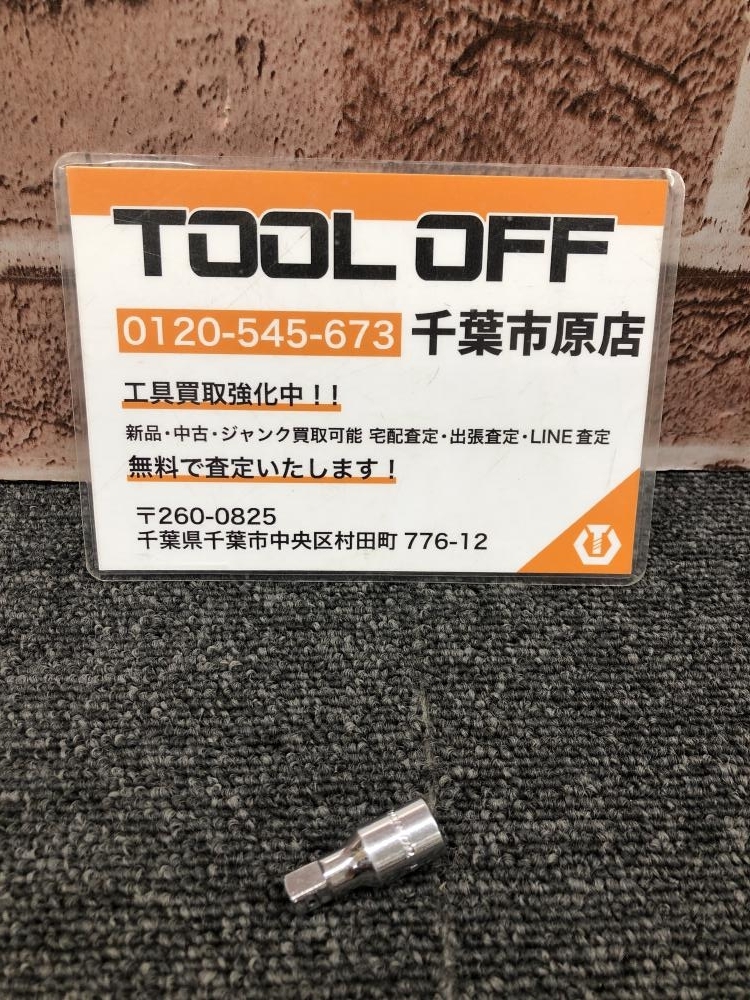 TOOL OFF
0120-545-673 千葉市原店
工具買取強化中!!
新品・中古・ジャンク買取可能 宅配査定・出張査定・LINE査定
無料で査定いたします!
〒260-0825
千葉県千葉市中央区村田町 776-12